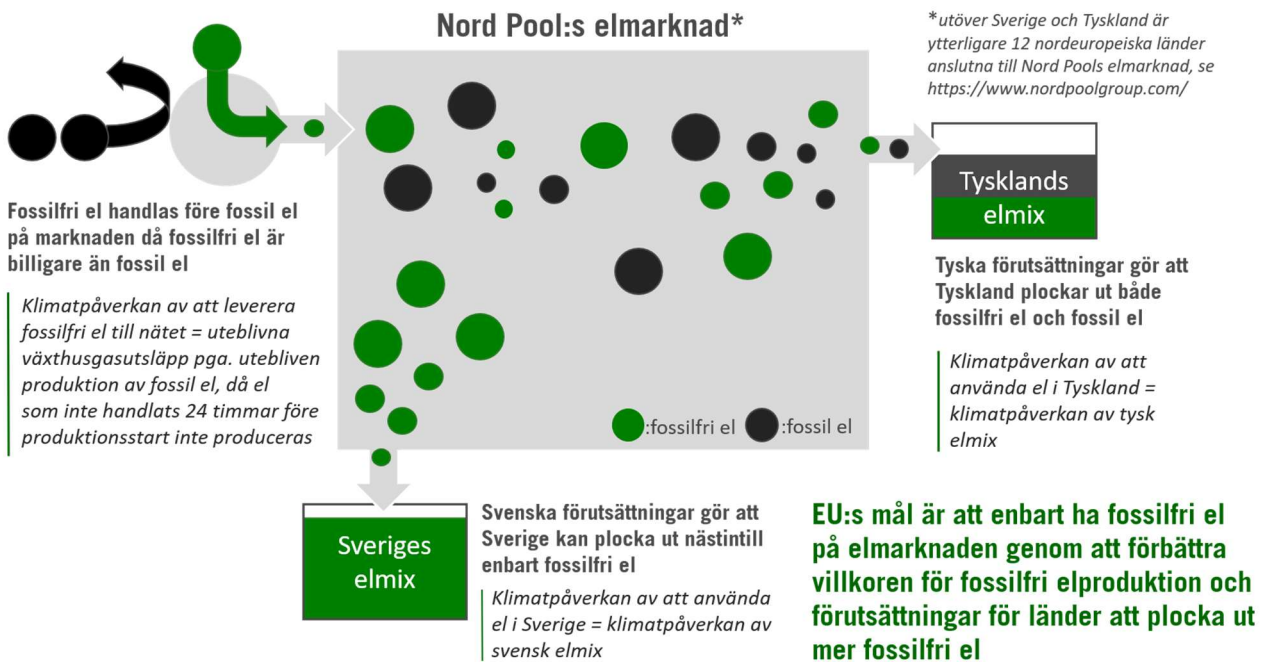 Nord Pool:s elmarknad*
*utöver Sverige och Tyskland är
ytterligare 12 nordeuropeiska länder
anslutna till Nord Pools elmarknad, se
https://www.nordpoolgroup.com/
Fossilfri el handlas före fossil el
på marknaden då fossilfri el är
billigare än fossil el
Klimatpåverkan av att leverera
fossilfri el till nätet = uteblivna
växthusgasutsläpp pga. utebliven
produktion av fossil el, då el
som inte handlats 24 timmar före
produktionsstart inte produceras
:fossilfri el
:fossil el
Tysklands
elmix
Tyska förutsättningar gör att
Tyskland plockar ut både
fossilfri el och fossil el
Klimatpåverkan av att
använda el i Tyskland =
klimatpåverkan av tysk
elmix
Sveriges
elmix
Svenska förutsättningar gör att
Sverige kan plocka ut nästintill
enbart fossilfri el
Klimatpåverkan av att använda
el i Sverige = klimatpåverkan av
svensk elmix
EU:s mål är att enbart ha fossilfri el
på elmarknaden genom att förbättra
villkoren för fossilfri elproduktion och
förutsättningar för länder att plocka ut
mer fossilfri el